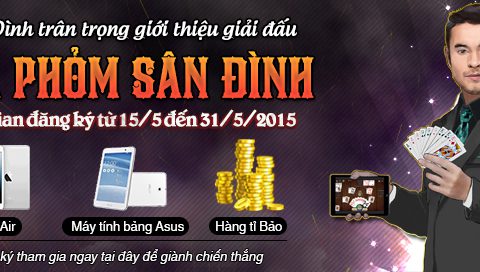 Đình trân trọng giới thiệu giải đấu
PHỎM SÂN ĐÌNH
gian đăng ký từ 15/5 đến 31/5/2015
Air
Máy tính bảng Asus
Hàng tỉ Bảo
ký tham gia ngay tại đây để giành chiến thắng